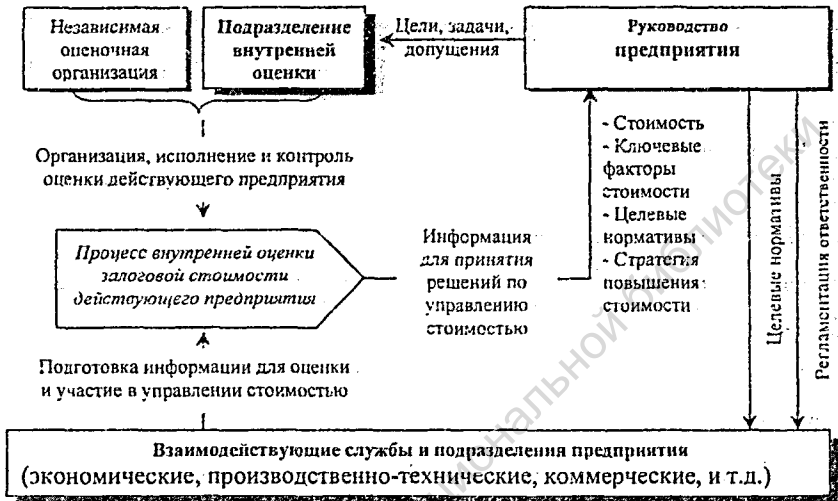 Независимая
оценочная
организация
Подразделение
внутренней
оценки
Цели, задачи,
допущения
Руководство
предприятия
Организация, исполнение и контроль
оценки действующего предприятия
- Стоимость
- Ключевые
факторы
стоимости
- Целевые
нормативы
- Стратегия
повышения
стоимости
Целевые нормативы
Регламентация ответственности
Процесс внутренней оценки
залоговой стоимости
действующего предприятия
Информация
для принятия
решений по
управлению
стоимостью
Подготовка информации для оценки
и участие в управлении стоимостью
Взаимодействующие службы и подразделения предприятия
(экономические, производственно-технические, коммерческие, и т.д.)
библиотеки